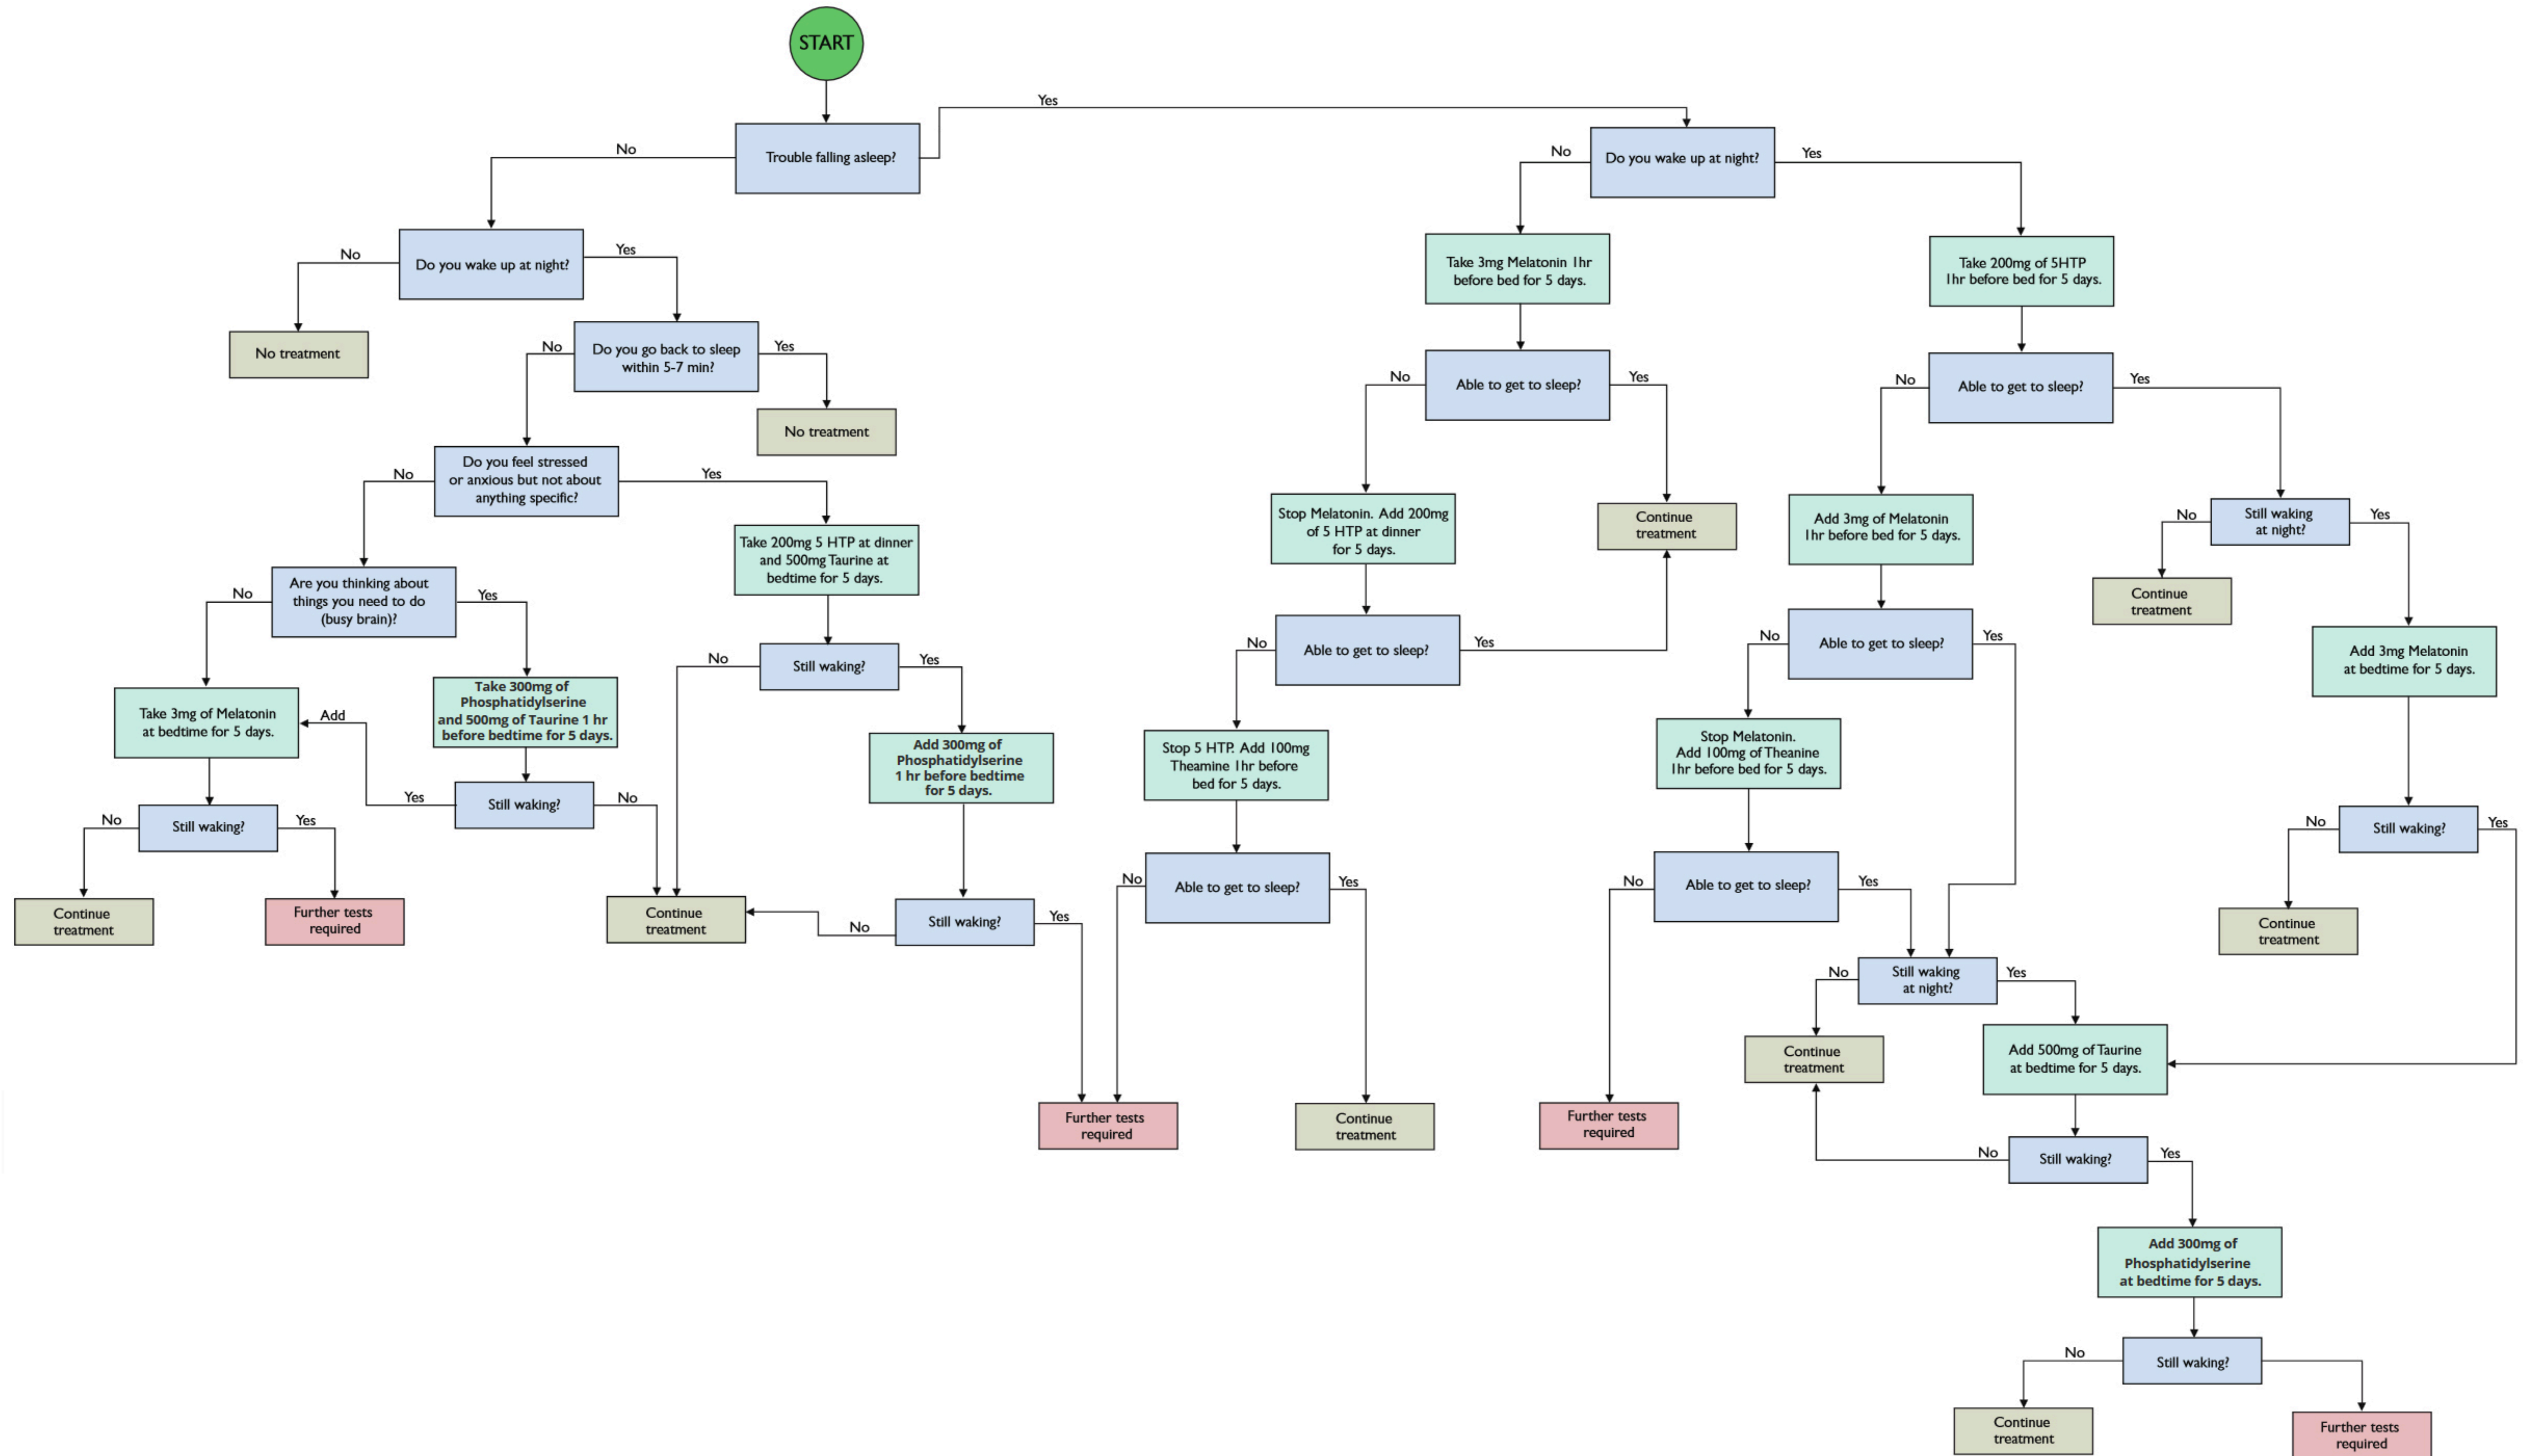 START
Yes
No
Trouble falling asleep?
No
Do you wake up at night?
Yes
No
Do you wake up at night?
Yes
No treatment
No
Do you go back to sleep
within 5-7 min?
Yes
No treatment
No
Do you feel stressed
or anxious but not about
anything specific?
Yes
No
Are you thinking about
things you need to do
(busy brain)?
Yes
Take 200mg 5 HTP at dinner
and 500mg Taurine at
bedtime for 5 days.
No
Still waking?
Yes
Take 3mg of Melatonin
at bedtime for 5 days.
Add
Take 300mg of
Phosphatidylserine
and 500mg of Taurine 1 hr
before bedtime for 5 days.
Add 300mg of
Phosphatidylserine
1 hr before bedtime
for 5 days.
No
Still waking?
Yes
Yes
Still waking?
No
Continue
treatment
Further tests
required
Continue
treatment
No
Still waking?
Yes
Take 3mg Melatonin 1hr
before bed for 5 days.
No
Able to get to sleep?
Yes
Stop Melatonin. Add 200mg
of 5 HTP at dinner
for 5 days.
Continue
treatment
No
Able to get to sleep?
Yes
Stop 5 HTP. Add 100mg
Theamine 1hr before
bed for 5 days.
No
Able to get to sleep?
Yes
Further tests
required
Continue
treatment
Take 200mg of 5HTP
1hr before bed for 5 days.
No
Able to get to sleep?
Yes
Add 3mg of Melatonin
1hr before bed for 5 days.
No
Still waking
at night?
Yes
Continue
treatment
No
Able to get to sleep?
Yes
Add 3mg Melatonin
at bedtime for 5 days.
Stop Melatonin.
Add 100mg of Theanine
1hr before bed for 5 days.
No
Still waking?
Yes
No
Able to get to sleep?
Yes
Continue
treatment
No
Still waking
at night?
Yes
Continue
treatment
Add 500mg of Taurine
at bedtime for 5 days.
Further tests
required
No
Still waking?
Yes
Add 300mg of
Phosphatidylserine
at bedtime for 5 days.
No
Still waking?
Continue
treatment
Further tests
required